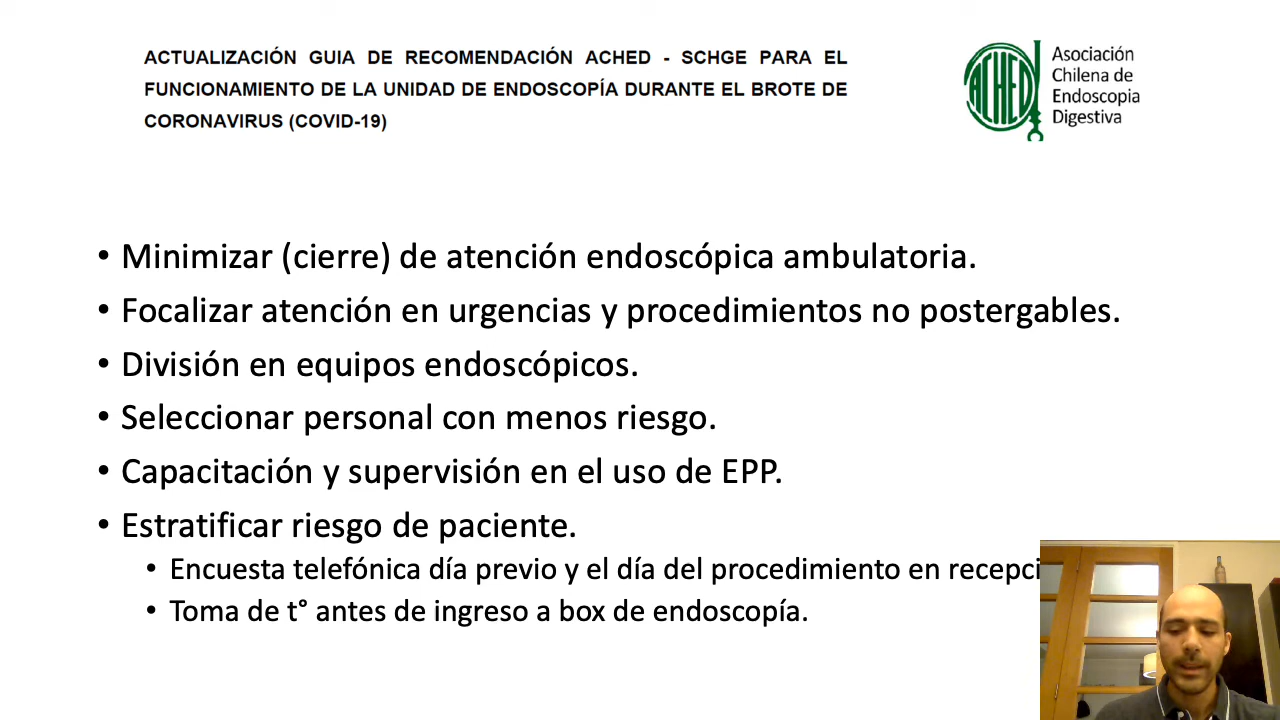 ACTUALIZACIÓN GUIA DE RECOMENDACIÓN ACHED - SCHGE PARA EL
FUNCIONAMIENTO DE LA UNIDAD DE ENDOSCOPÍA DURANTE EL BROTE DE
CORONAVIRUS (COVID-19)
ACHED
Asociación
Chilena de
Endoscopia
Digestiva
• Minimizar (cierre) de atención endoscópica ambulatoria.
• Focalizar atención en urgencias y procedimientos no postergables.
• División en equipos endoscópicos.
• Seleccionar personal con menos riesgo.
• Capacitación y supervisión en el uso de EPP.
• Estratificar riesgo de paciente.
• Encuesta telefónica día previo y el día del procedimiento en recepci
• Toma de t° antes de ingreso a box de endoscopía.